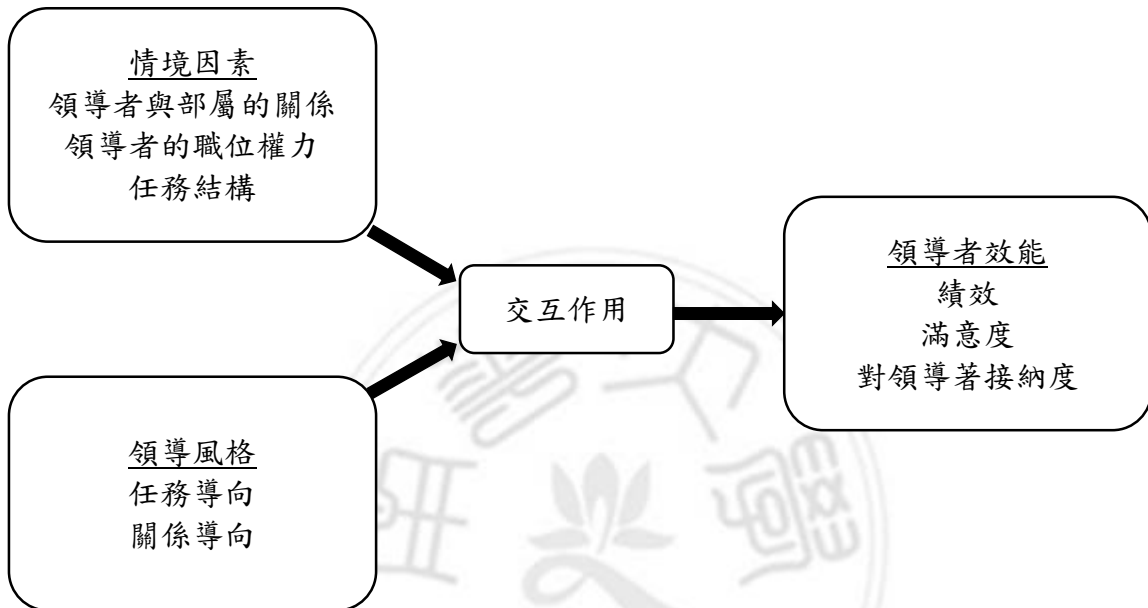 情境因素
領導者與部屬的關係
領導者的職位權力
任務結構
領導風格
任務導向
關係導向
交互作用
領導者效能
績效
滿意度
對領導著接納度